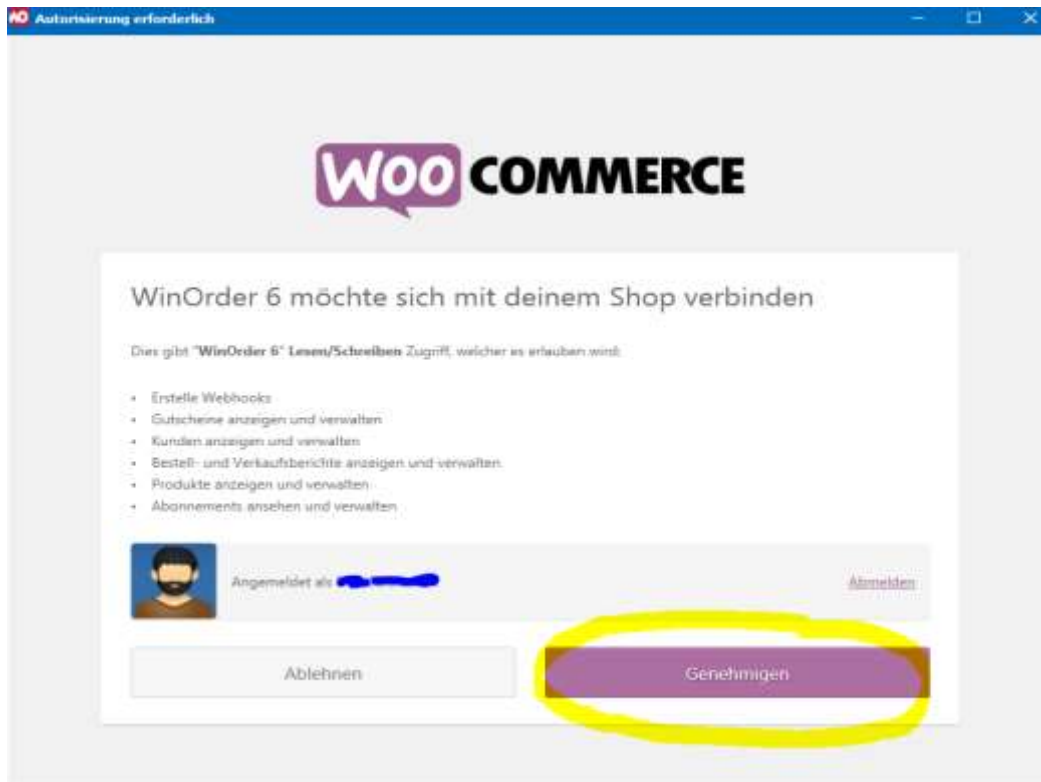 WO Autorisierung erforderlich
WOO COMMERCE
WinOrder 6 möchte sich mit deinem Shop verbinden
Dies gibt "WinOrder 6" Lesen/Schreiben Zugriff, welcher es erlauben wird:
• Erstelle Webhooks
• Gutscheine anzeigen und verwalten
• Kunden anzeigen und verwalten
• Bestell- und Verkaufsberichte anzeigen und verwalten
• Produkte anzeigen und verwalten
• Abonnements ansehen und verwalten
Angemeldet als
Abmelden
Ablehnen
Genehmigen